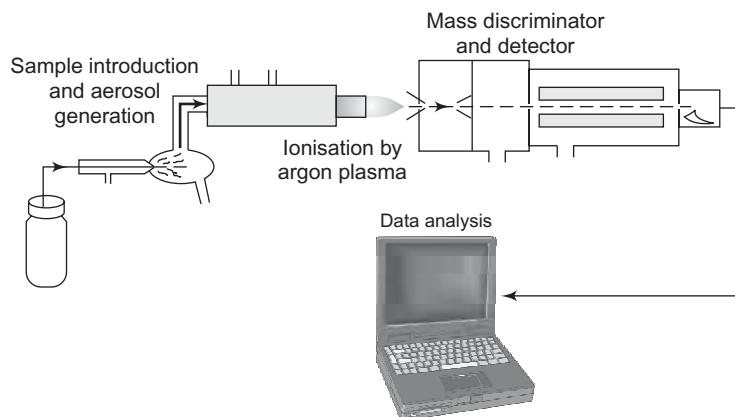 Sample introduction
and aerosol
generation
Mass discriminator
and detector
Ionisation by
argon plasma
Data analysis